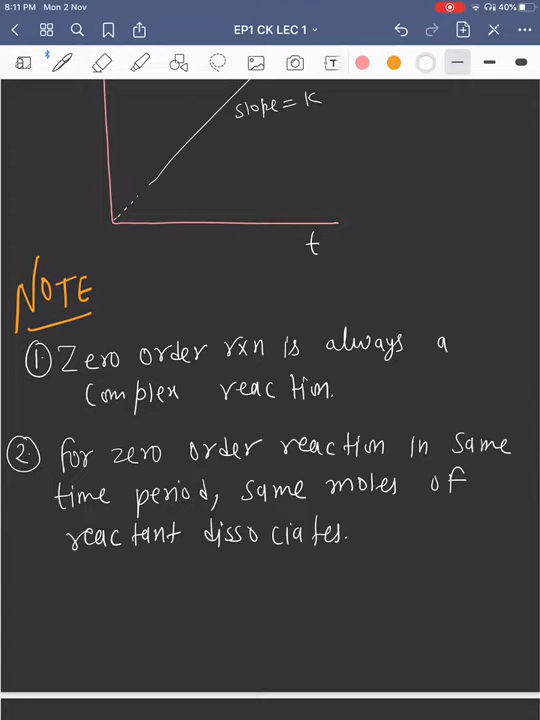 8:11 PM Mon 2 Nov
40%
EP1 CK LEC 1
slope = K
t
NOTE
① Zero order rxn is always a
complex reaction.
② for zero order reaction in same
time period, same moles of
reactant dissociates.